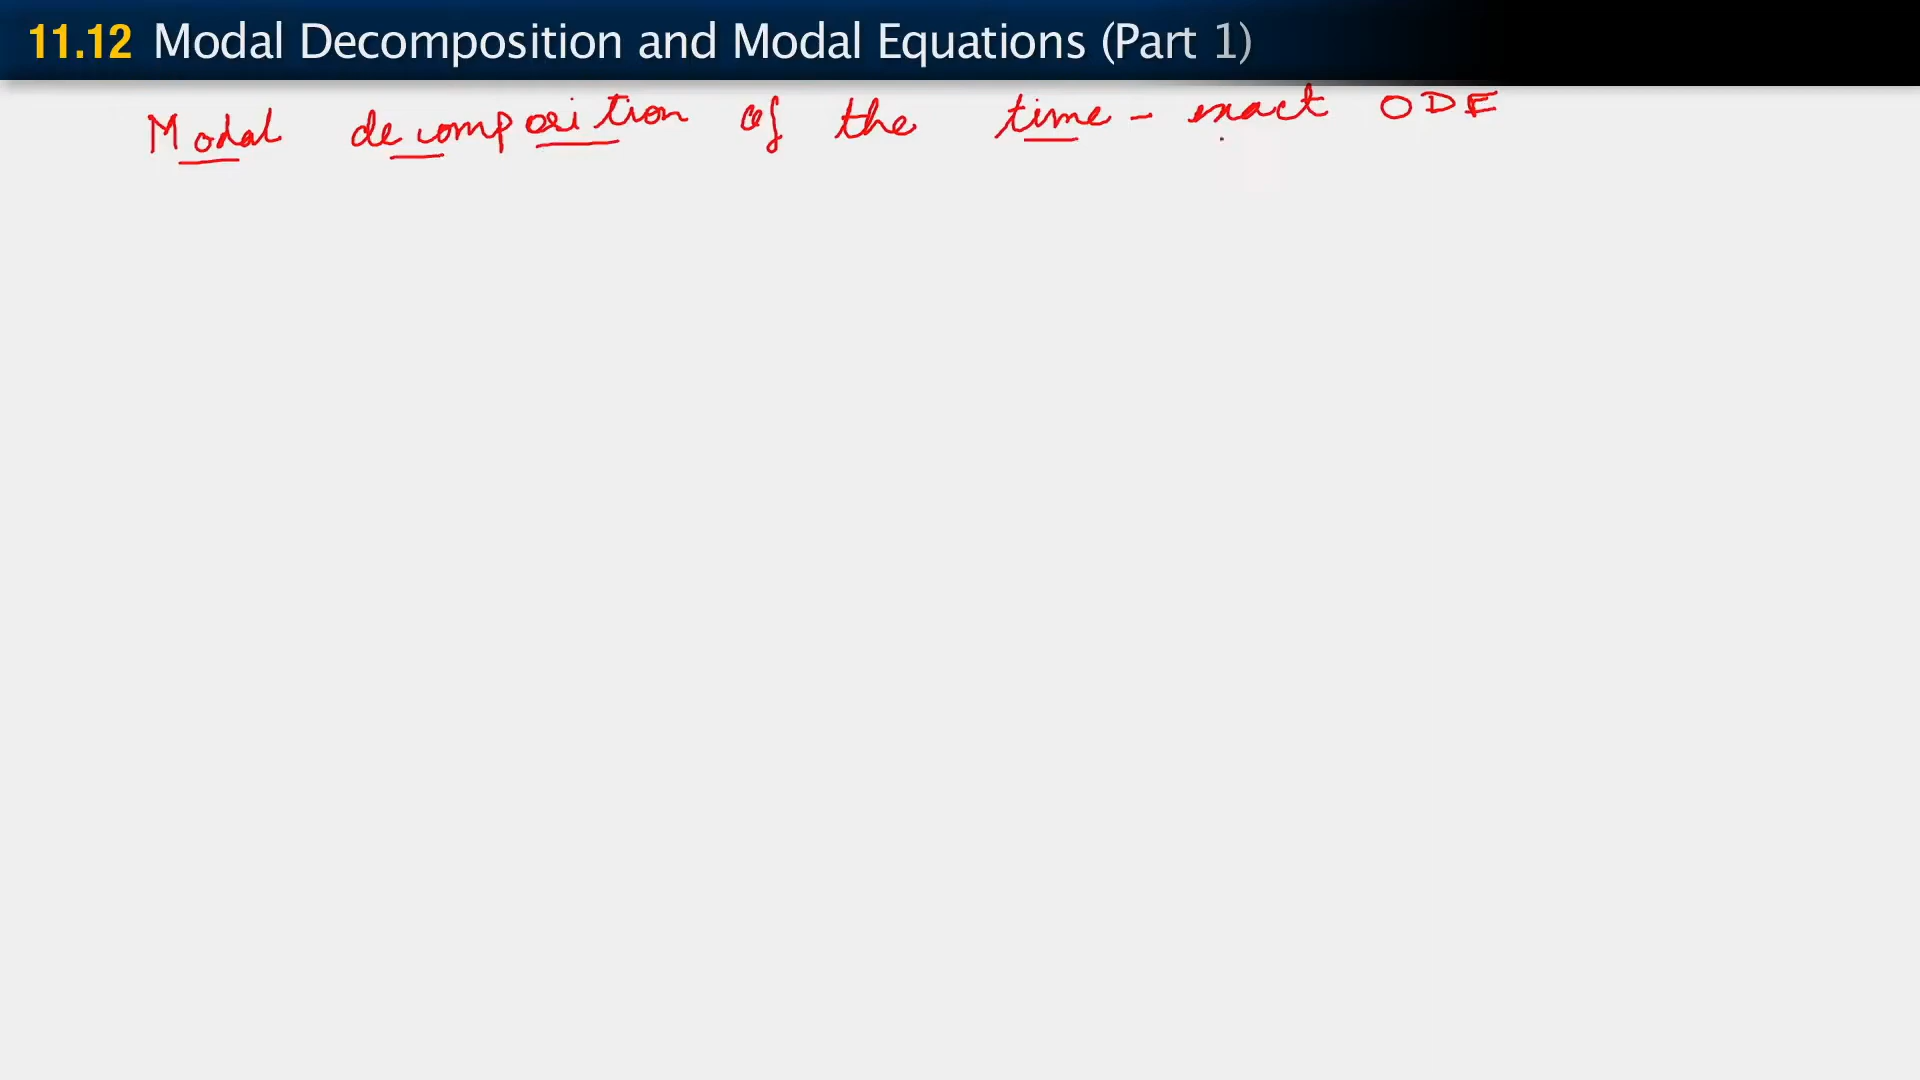 11.12 Modal Decomposition and Modal Equations (Part 1)
Modal decomposition of the time-exact ODE